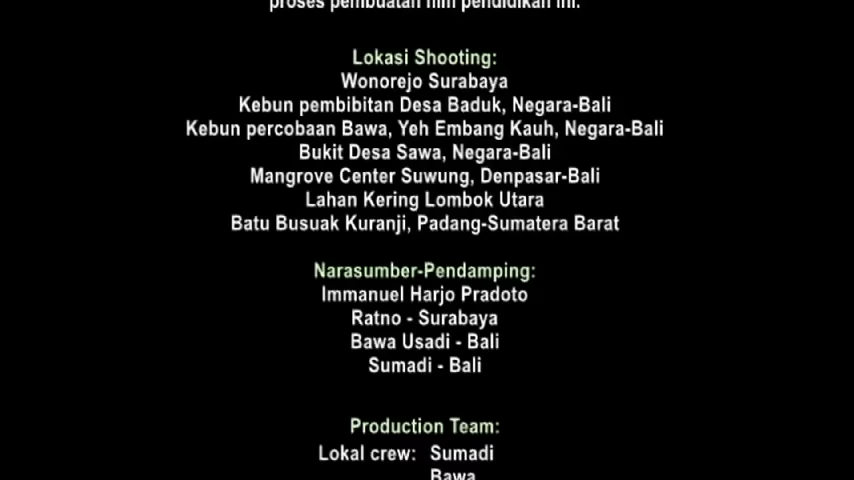 proses pembuatan film pendidikan ini.
Lokasi Shooting:
Wonorejo Surabaya
Kebun pembibitan Desa Baduk, Negara-Bali
Kebun percobaan Bawa, Yeh Embang Kauh, Negara-Bali
Bukit Desa Sawa, Negara-Bali
Mangrove Center Suwung, Denpasar-Bali
Lahan Kering Lombok Utara
Batu Busuak Kuranji, Padang-Sumatera Barat
Narasumber-Pendamping:
Immanuel Harjo Pradoto
Ratno - Surabaya
Bawa Usadi - Bali
Sumadi - Bali
Production Team:
Lokal crew: Sumadi
Bawa